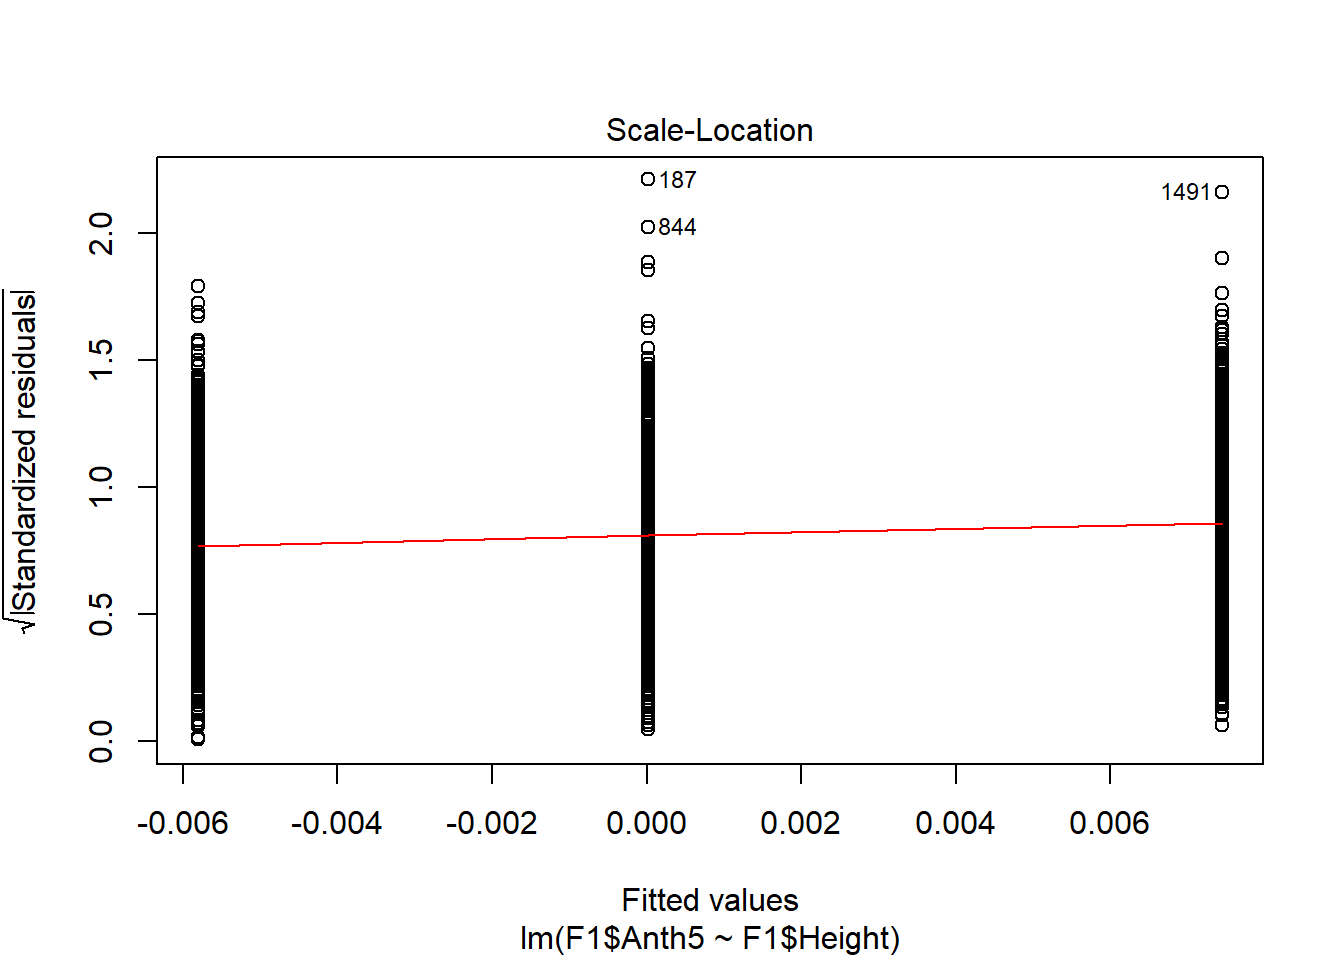 Scale-Location
187
1491
844
√|Standardized residuals|
2.0
1.5
1.0
0.5
0.0
-0.006 -0.004 -0.002 0.000 0.002 0.004 0.006
Fitted values
lm(F1$Anth5 ~ F1$Height)